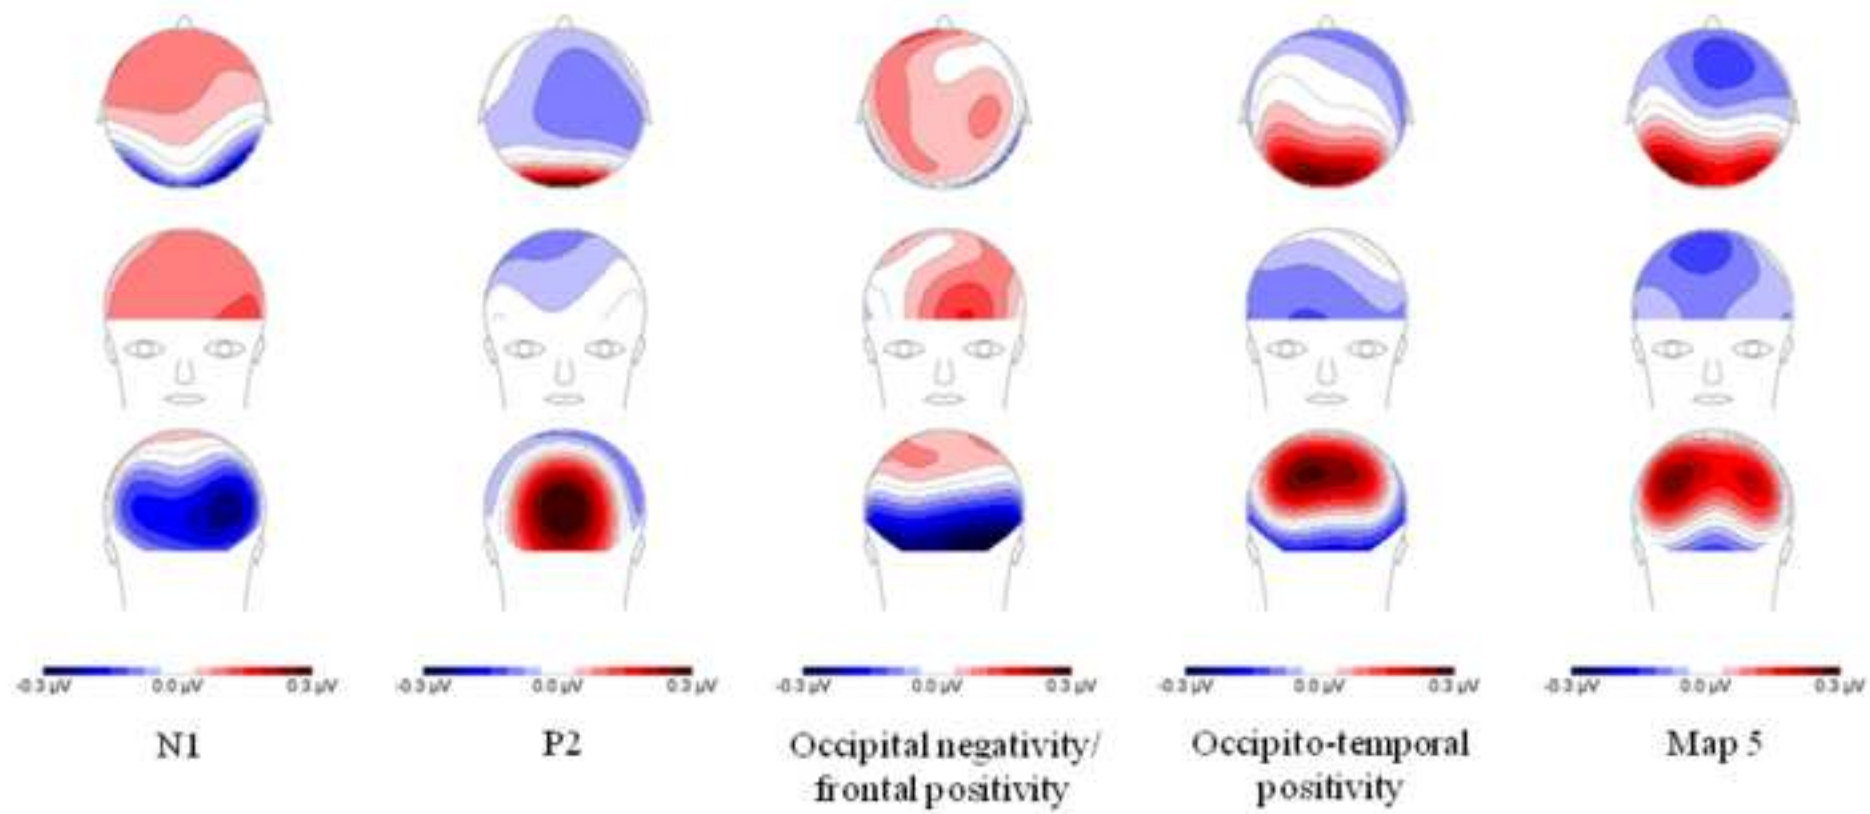 -0.3 µV 0.0 µV 0.3 µV -0.3 µV 0.0 µV 0.3 µV -0.3 µV 0.0 µV 0.3 µV -0.3 µV 0.0 µV 0.3 µV -0.3 µV 0.0 µV 0.3 µV
N1
P2
Occipital negativity/
frontal positivity
Occipito-temporal
positivity
Map 5